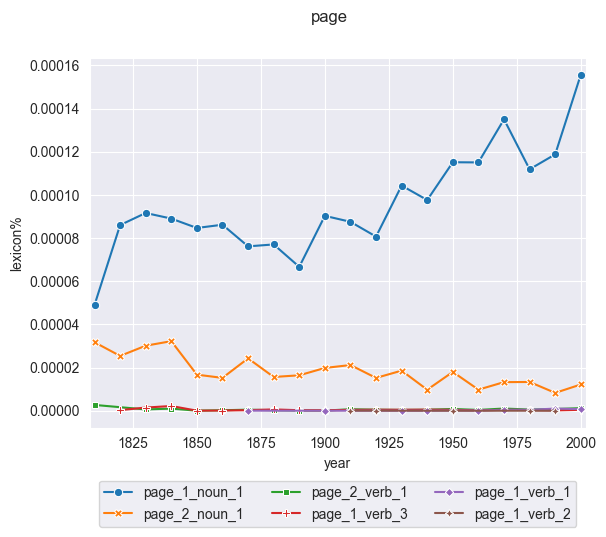 page
0.00016
0.00014
0.00012
0.00010
0.00008
0.00006
0.00004
0.00002
0.00000
lexicon%
1825 1850 1875 1900 1925 1950 1975 2000
year
page_1_noun_1 page_2_verb_1 page_1_verb_1
page_2_noun_1 page_1_verb_3 page_1_verb_2